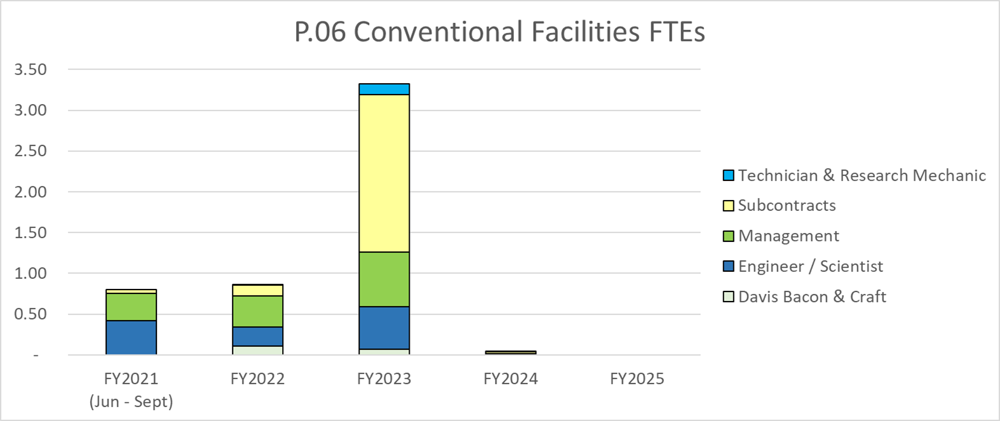 P.06 Conventional Facilities FTEs
3.50
3.00
2.50
2.00
1.50
1.00
0.50
-
FY2021
(Jun - Sept)
FY2022
FY2023
FY2024
FY2025
Technician & Research Mechanic
Subcontracts
Management
Engineer / Scientist
Davis Bacon & Craft